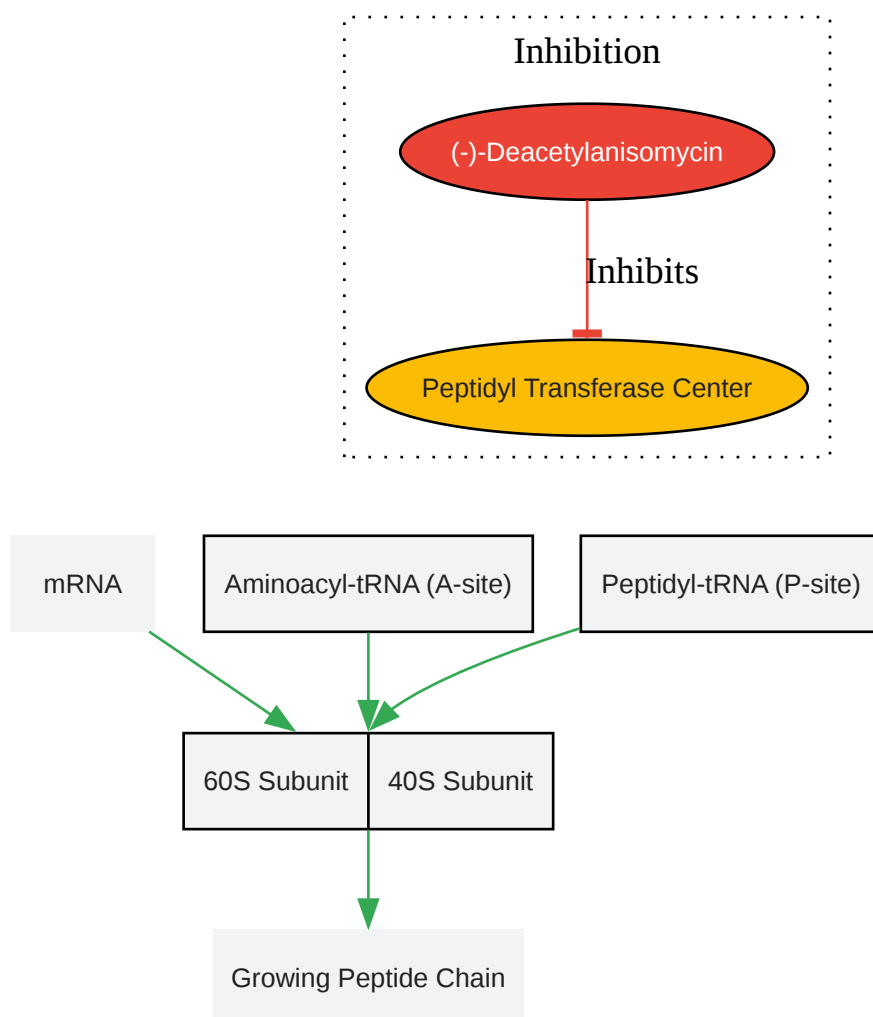 Inhibition
(-)-Deacetylanisomycin
Inhibits
Peptidyl Transferase Center
mRNA
Aminoacyl-tRNA (A-site)
Peptidyl-tRNA (P-site)
60S Subunit
40S Subunit
Growing Peptide Chain